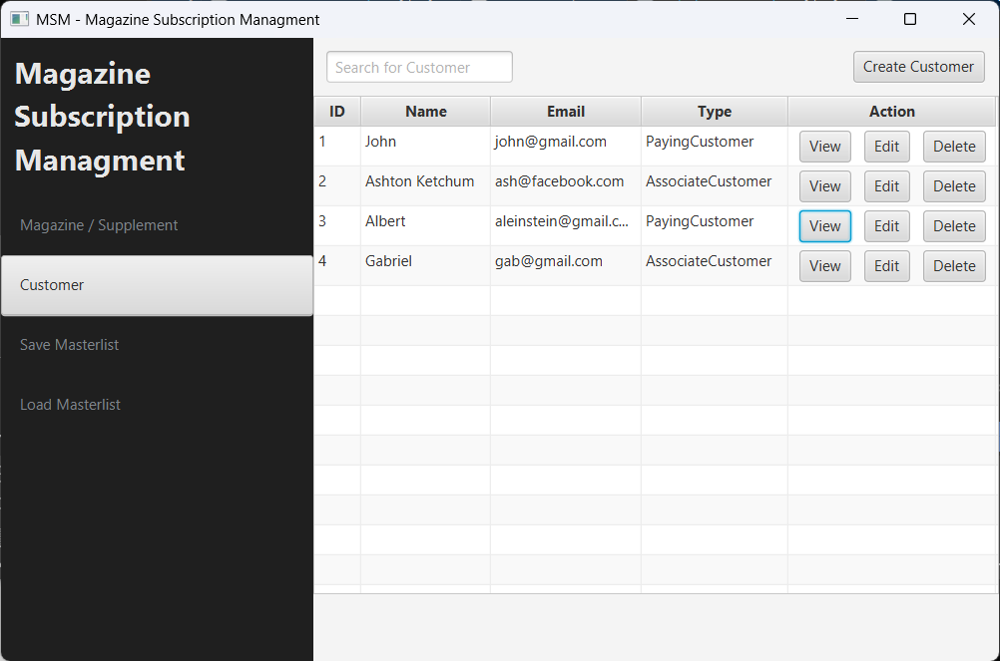 MSM - Magazine Subscription Managment
Magazine
Subscription
Managment
Magazine / Supplement
Customer
Save Masterlist
Load Masterlist
Search for Customer
Create Customer
ID Name Email Type Action
1 John john@gmail.com PayingCustomer View Edit Delete
2 Ashton Ketchum ash@facebook.com AssociateCustomer View Edit Delete
3 Albert aleinstein@gmail.c... PayingCustomer View Edit Delete
4 Gabriel gab@gmail.com AssociateCustomer View Edit Delete